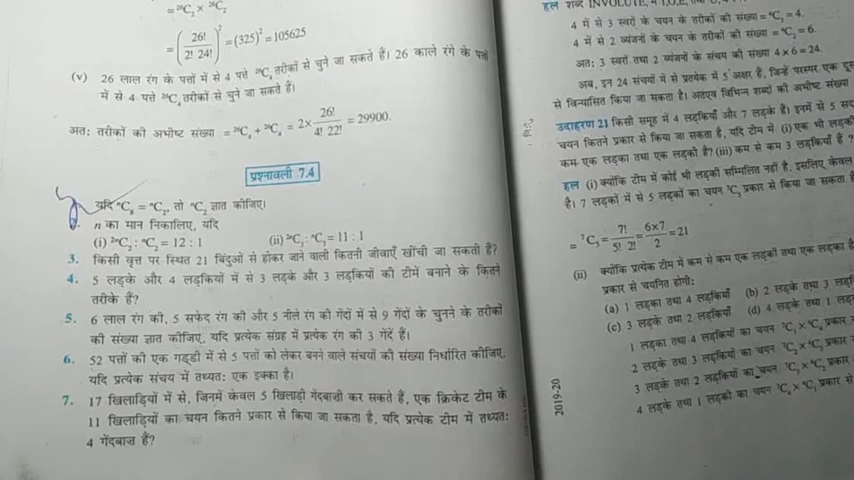 = ²⁶C₂ × ²⁶C₂
= (26!/2! 24!)² = (325)² = 105625
(v) 26 लाल रंग के पत्तों में से 4 पत्ते ²⁶C₄ तरीकों से चुने जा सकते हैं। 26 काले रंग के पत्तों
में से 4 पत्ते ²⁶C₄ तरीकों से चुने जा सकते हैं।
अतः तरीकों की अभीष्ट संख्या = ²⁶C₄ + ²⁶C₄ = 2× 26!/4! 22! = 29900.
प्रश्नावली 7.4
यदि ⁿC₈ = ⁿC₂, तो ⁿC₂ ज्ञात कीजिए।
n का मान निकालिए, यदि
(i) ²ⁿC₂ : ⁿC₂ = 12 : 1 (ii) ²ⁿC₃ : ⁿC₃ = 11 : 1
3. किसी वृत्त पर स्थित 21 बिंदुओं से होकर जाने वाली कितनी जीवाएँ खींची जा सकती हैं?
4. 5 लड़के और 4 लड़कियों में से 3 लड़के और 3 लड़कियों की टीमें बनाने के कितने
तरीके हैं?
5. 6 लाल रंग की, 5 सफेद रंग की और 5 नीले रंग की गेंदों में से 9 गेंदों के चुनने के तरीकों
की संख्या ज्ञात कीजिए, यदि प्रत्येक संग्रह में प्रत्येक रंग की 3 गेंदें हैं।
6. 52 पत्तों की एक गड्डी में से 5 पत्तों को लेकर बनने वाले संचयों की संख्या निर्धारित कीजिए,
यदि प्रत्येक संचय में तथ्यतः एक इक्का है।
7. 17 खिलाड़ियों में से, जिनमें केवल 5 खिलाड़ी गेंदबाजी कर सकते हैं, एक क्रिकेट टीम के
11 खिलाड़ियों का चयन कितने प्रकार से किया जा सकता है, यदि प्रत्येक टीम में तथ्यतः
4 गेंदबाज हैं?
हल शब्द INVOLUTE, में I,O,E,
4 में से 3 स्वरों के चयन के तरीकों की संख्या = ⁴C₃ = 4.
4 में से 2 व्यंजनों के चयन के तरीकों की संख्या = ⁴C₂ = 6.
अतः 3 स्वरों तथा 2 व्यंजनों के संचय की संख्या 4 × 6 = 24.
अब, इन 24 संचयों में से प्रत्येक में 5 अक्षर है, जिन्हें परस्पर एक दूस
से विन्यासित किया जा सकता है। अतएव विभिन्न शब्दों की अभीष्ट संख्या
उदाहरण 21 किसी समूह में 4 लड़कियाँ और 7 लड़के हैं। इनमें से 5 सद
चयन कितने प्रकार से किया जा सकता है, यदि टीम में (i) एक भी लड़की
कम एक लड़का तथा एक लड़की है? (iii) कम से कम 3 लड़कियाँ हैं ?
हल (i) क्योंकि टीम में कोई भी लड़की सम्मिलित नहीं है, इसलिए केवल
है। 7 लड़कों में से 5 लड़कों का चयन ⁷C₅ प्रकार से किया जा सकता है
= ⁷C₅ = 7!/5! 2! = 6×7/2 = 21
(ii) क्योंकि प्रत्येक टीम में कम से कम एक लड़की तथा एक लड़का है
प्रकार से चयनित होगी:
(a) 1 लड़का तथा 4 लड़कियाँ (b) 2 लड़के तथा 3 लड़कि
(c) 3 लड़के तथा 2 लड़कियाँ (d) 4 लड़के तथा 1 लड़
1 लड़का तथा 4 लड़कियों का चयन ⁷C₁ × ⁴C₄ प्रकार
2 लड़के तथा 3 लड़कियों का चयन ⁷C₂ × ⁴C₃ प्रकार
3 लड़के तथा 2 लड़कियों का चयन ⁷C₃ × ⁴C₂ प्रकार
4 लड़के तथा 1 लड़की का चयन ⁷C₄ × ⁴C₁ प्रकार से
2019-20